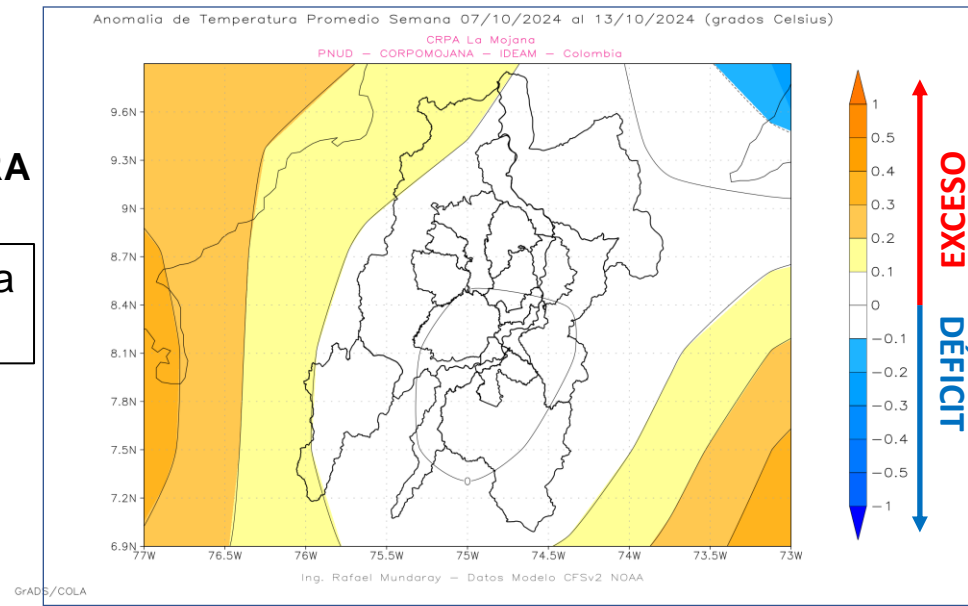 Anomalia de Temperatura Promedio Semana 07/10/2024 al 13/10/2024 (grados Celsius)
CRPA La Mojana
PNUD – CORPOMOJANA – IDEAM – Colombia
RA
a
9.6N
9.3N
9N
8.7N
8.4N
8.1N
7.8N
7.5N
7.2N
6.9N
77W
76.5W
76W
75.5W
75W
74.5W
74W
73.5W
73W
0
1
0.5
0.4
0.3
0.2
0.1
0
−0.1
−0.2
−0.3
−0.4
−0.5
−1
EXCESO
DÉFICIT
Ing. Rafael Mundaray – Datos Modelo CFSv2 NOAA
GrADS/COLA